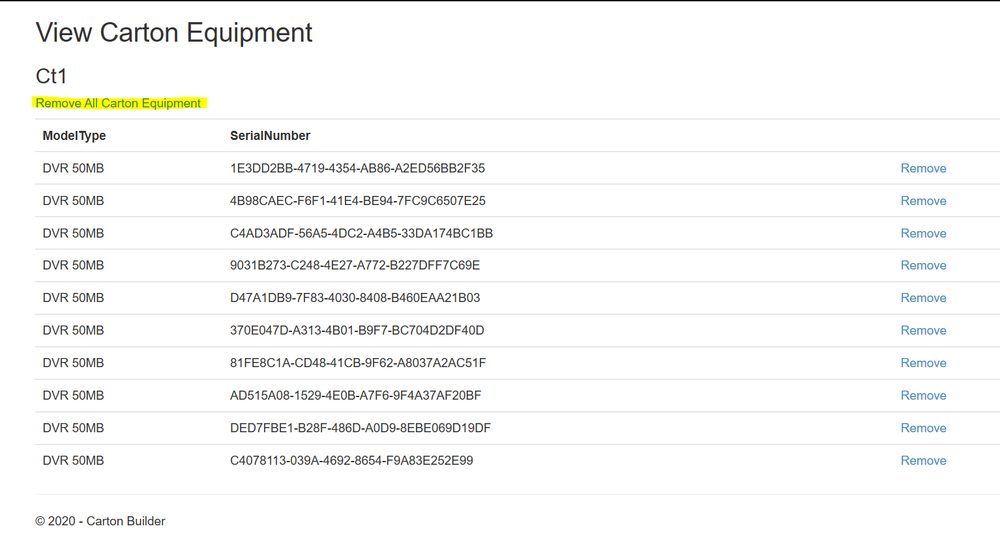 View Carton Equipment
Ct1
Remove All Carton Equipment
ModelType SerialNumber
DVR 50MB 1E3DD2BB-4719-4354-AB86-A2ED56BB2F35 Remove
DVR 50MB 4B98CAEC-F6F1-41E4-BE94-7FC9C6507E25 Remove
DVR 50MB C4AD3ADF-56A5-4DC2-A4B5-33DA174BC1BB Remove
DVR 50MB 9031B273-C248-4E27-A772-B227DFF7C69E Remove
DVR 50MB D47A1DB9-7F83-4030-8408-B460EAA21B03 Remove
DVR 50MB 370E047D-A313-4B01-B9F7-BC704D2DF40D Remove
DVR 50MB 81FE8C1A-CD48-41CB-9F62-A8037A2AC51F Remove
DVR 50MB AD515A08-1529-4E0B-A7F6-9F4A37AF20BF Remove
DVR 50MB DED7FBE1-B28F-486D-A0D9-8EBE069D19DF Remove
DVR 50MB C4078113-039A-4692-8654-F9A83E252E99 Remove
© 2020 - Carton Builder